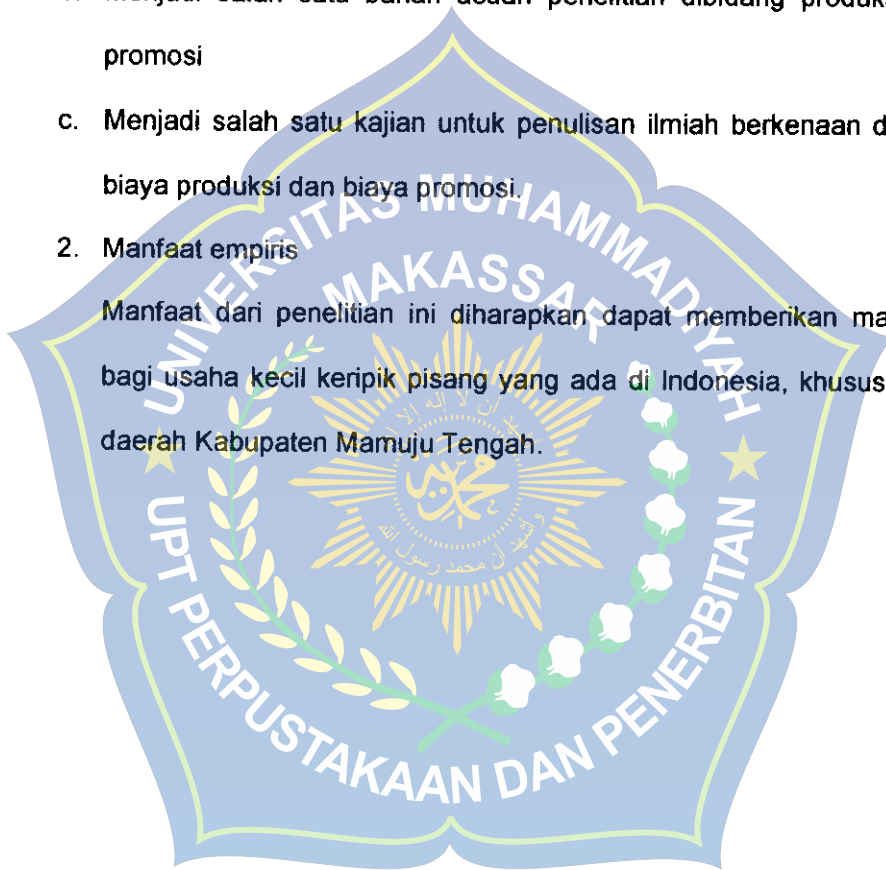 promosi
c. Menjadi salah satu kajian untuk penulisan ilmiah berkenaan
biaya produksi dan biaya promosi.
2. Manfaat empiris
Manfaat dari penelitian ini diharapkan dapat memberikan
bagi usaha kecil keripik pisang yang ada di Indonesia,
daerah Kabupaten Mamuju Tengah.
UNIVERSITAS MUHAMMADIYAH
MAKASSAR
UPT PERPUSTAKAAN DAN PENERBITAN